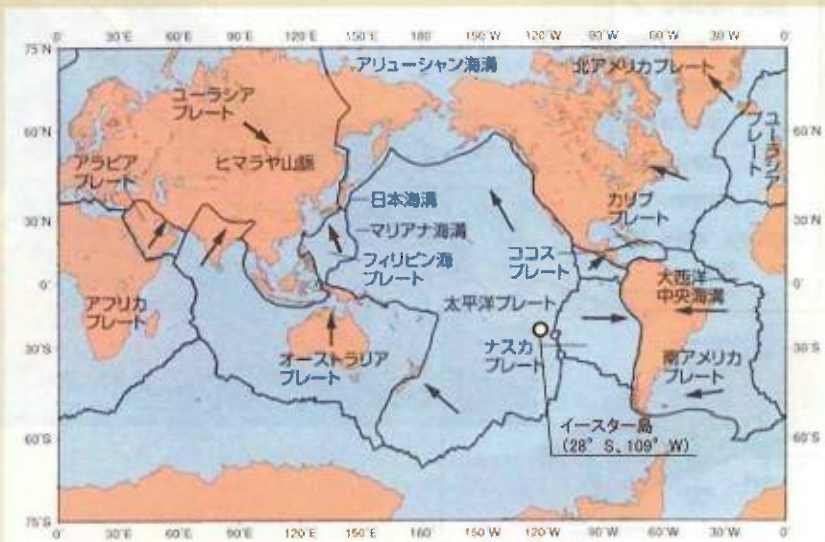 0° 30°E 60°E 90°E 120°E 150°E 180° 150°W 120°W 90°W 60°W 30°W 0°
75°N
アリューシャン海溝
北アメリカプレート
ユーラシア
プレート
ユーラシア
プレート
60°N 60°N
アラビア
プレート
ヒマラヤ山脈
カリブ
プレート
日本海溝
30°N 30°N
マリアナ海溝
フィリピン海
プレート
ココス
プレート
0° 0°
大西洋
中央海溝
アフリカ
プレート
太平洋プレート
30°S 30°S
オーストラリア
プレート
ナスカ
プレート
南アメリカ
プレート
イースター島
(28° S、109° W)
60°S 60°S
75°S
0° 30°E 60°E 90°E 120°E 150°E 180 150°W 120°W 90°W 60°W 30°W 0°